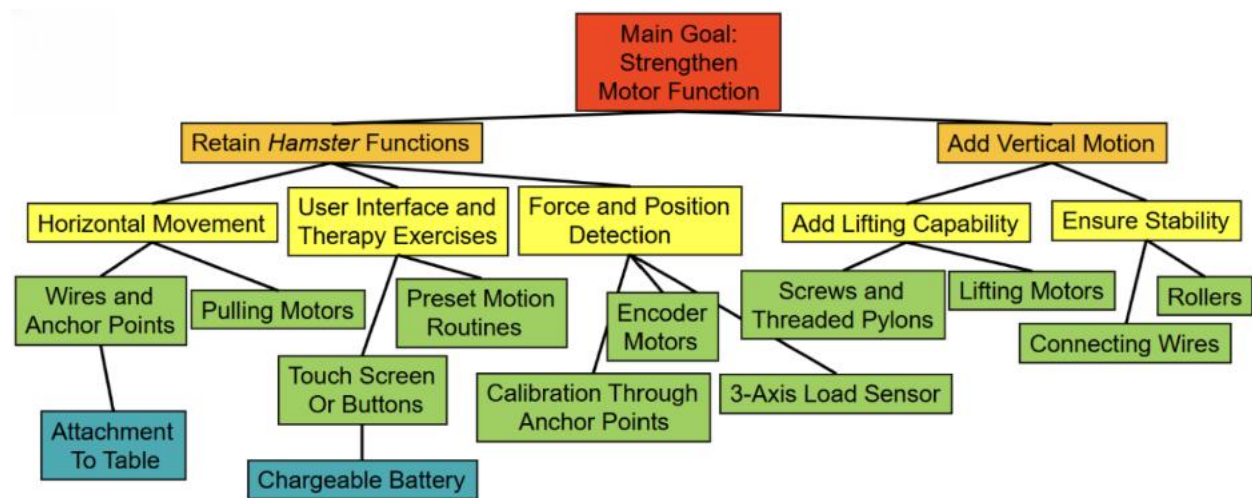 Main Goal:
Strengthen
Motor Function
Retain Hamster Functions
Add Vertical Motion
Horizontal Movement
User Interface and
Therapy Exercises
Force and Position
Detection
Add Lifting Capability
Ensure Stability
Wires and
Anchor Points
Pulling Motors
Preset Motion
Routines
Encoder
Motors
Screws and
Threaded Pylons
Lifting Motors
Rollers
Connecting Wires
Touch Screen
Or Buttons
Calibration Through
Anchor Points
3-Axis Load Sensor
Attachment
To Table
Chargeable Battery